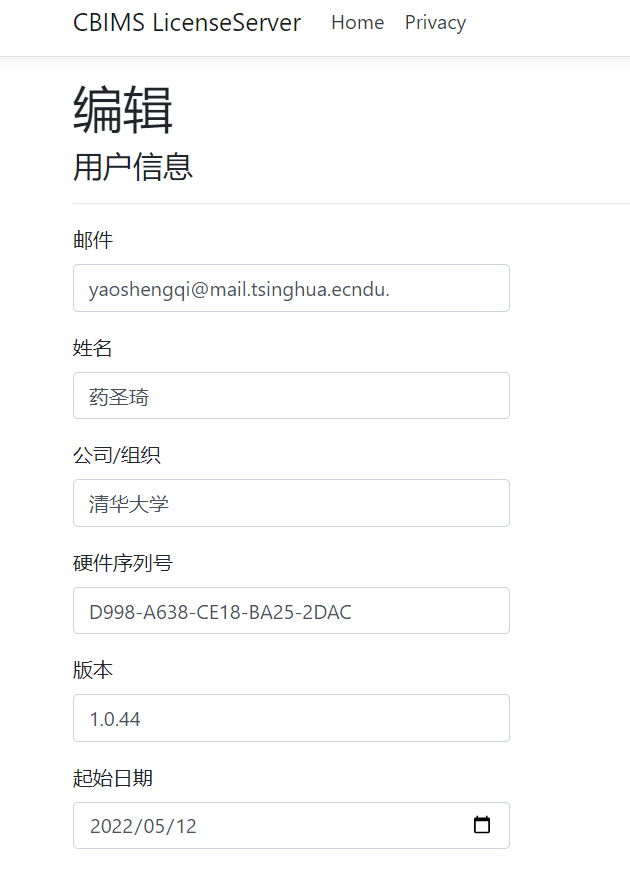 CBIMS LicenseServer Home Privacy
编辑
用户信息
邮件
yaoshengqi@mail.tsinghua.ecndu.
姓名
药圣琦
公司/组织
清华大学
硬件序列号
D998-A638-CE18-BA25-2DAC
版本
1.0.44
起始日期
2022/05/12